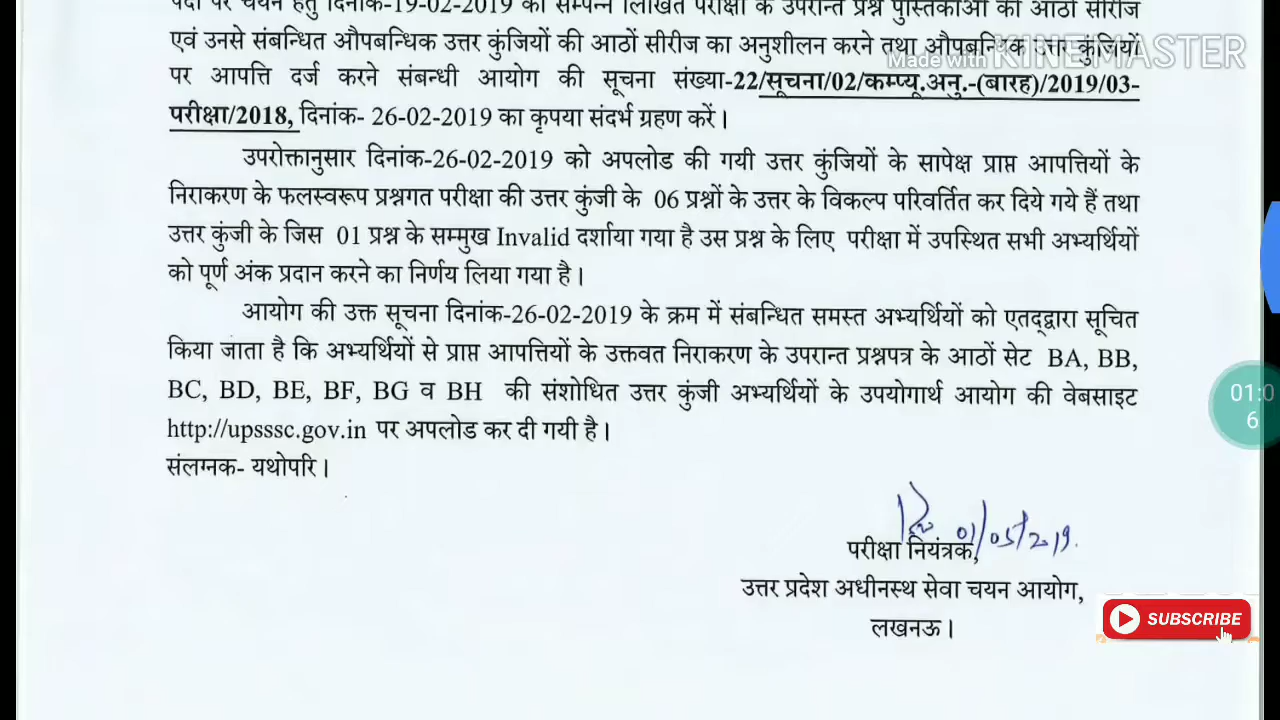 पदों पर चयन हेतु दिनांक-19-02-2019 को सम्पन्न लिखित परीक्षा के उपरान्त प्रश्न पुस्तिकाओं की आठों सीरीज
एवं उनसे संबन्धित औपबन्धिक उत्तर कुंजियों की आठों सीरीज का अनुशीलन करने तथा औपबन्धिक उत्तर कुंजियों
Made with KINEMASTER
पर आपत्ति दर्ज करने संबन्धी आयोग की सूचना संख्या-22/सूचना/02/कम्प्यू.अनु.-(बारह)/2019/03-
परीक्षा/2018, दिनांक- 26-02-2019 का कृपया संदर्भ ग्रहण करें।
उपरोक्तानुसार दिनांक-26-02-2019 को अपलोड की गयी उत्तर कुंजियों के सापेक्ष प्राप्त आपत्तियों के
निराकरण के फलस्वरूप प्रश्नगत परीक्षा की उत्तर कुंजी के 06 प्रश्नों के उत्तर के विकल्प परिवर्तित कर दिये गये हैं तथा
उत्तर कुंजी के जिस 01 प्रश्न के सम्मुख Invalid दर्शाया गया है उस प्रश्न के लिए परीक्षा में उपस्थित सभी अभ्यर्थियों
को पूर्ण अंक प्रदान करने का निर्णय लिया गया है।
आयोग की उक्त सूचना दिनांक-26-02-2019 के क्रम में संबन्धित समस्त अभ्यर्थियों को एतद्द्वारा सूचित
किया जाता है कि अभ्यर्थियों से प्राप्त आपत्तियों के उक्तवत निराकरण के उपरान्त प्रश्नपत्र के आठों सेट BA, BB,
BC, BD, BE, BF, BG व BH की संशोधित उत्तर कुंजी अभ्यर्थियों के उपयोगार्थ आयोग की वेबसाइट
01:0
6
http://upsssc.gov.in पर अपलोड कर दी गयी है।
संलग्नक- यथोपरि।
01/05/2019.
परीक्षा नियंत्रक,
उत्तर प्रदेश अधीनस्थ सेवा चयन आयोग,
SUBSCRIBE
लखनऊ।